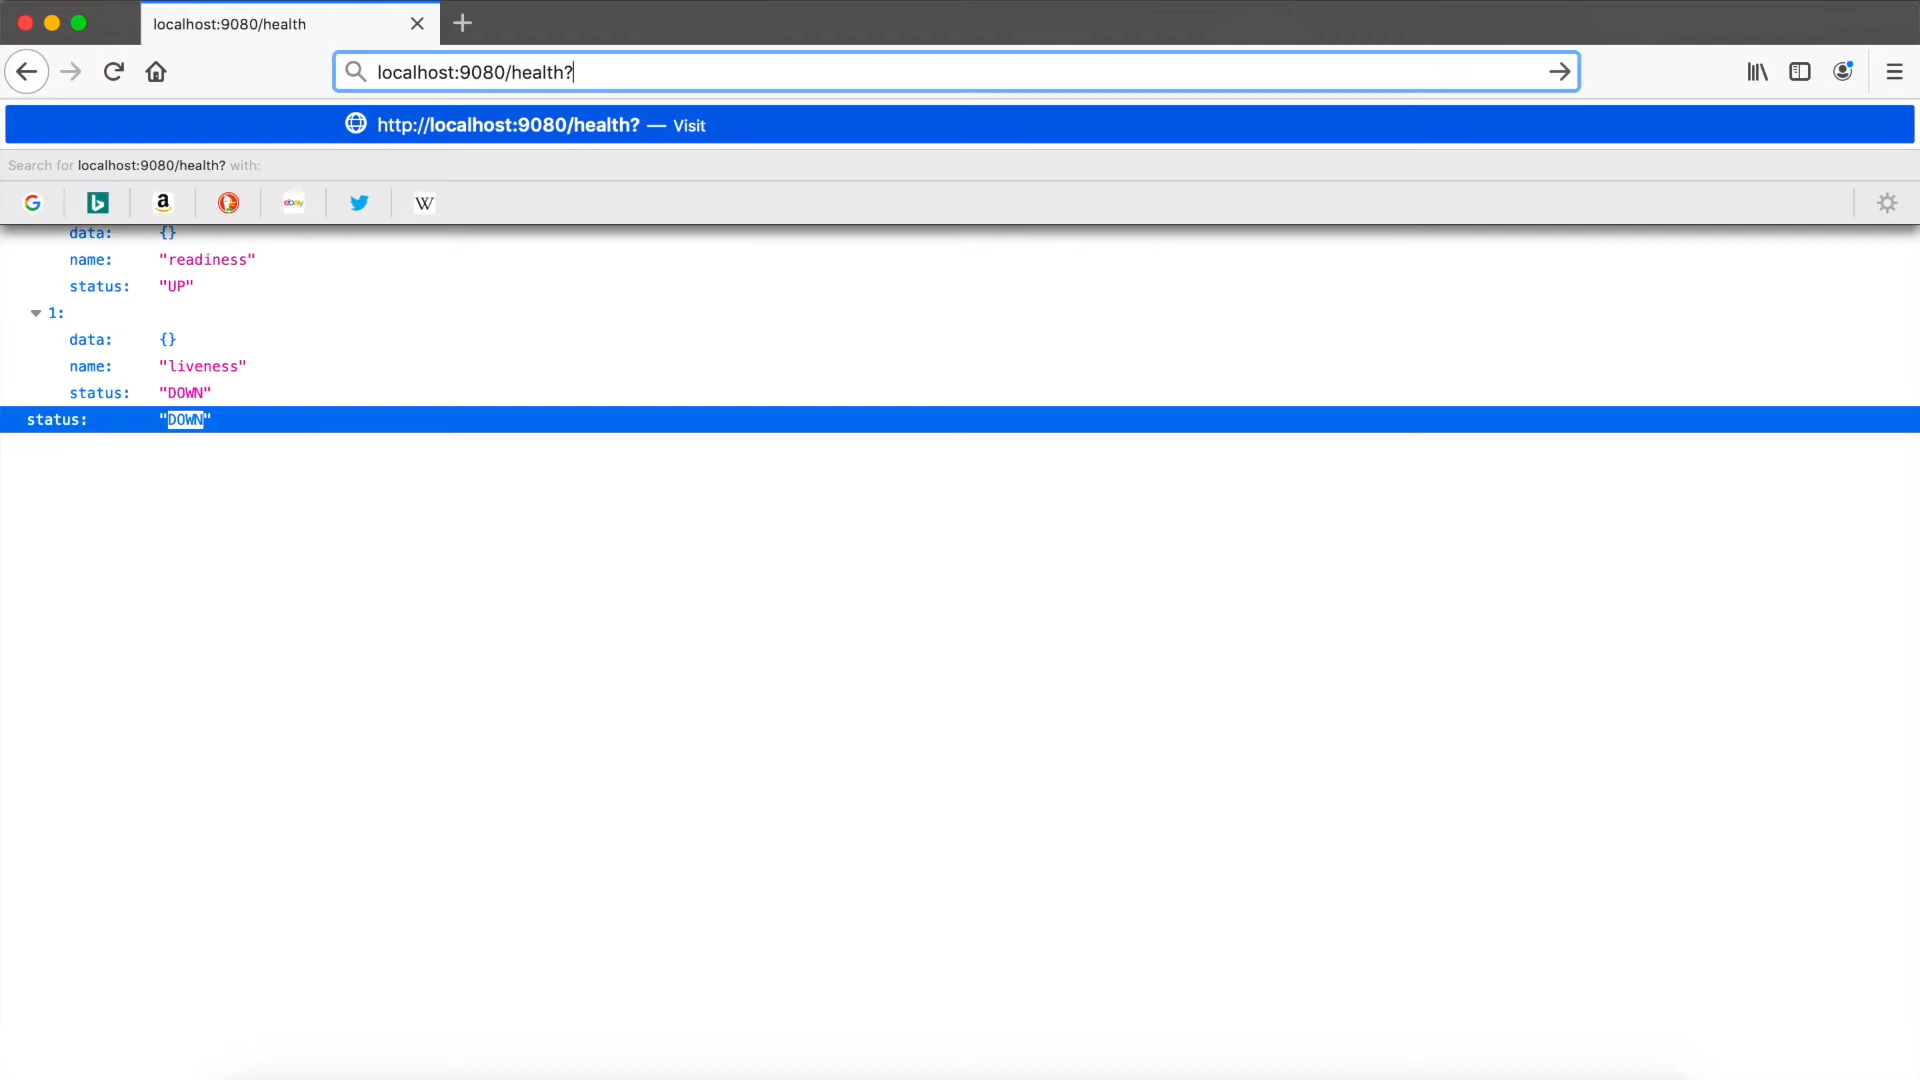 localhost:9080/health
localhost:9080/health?
http://localhost:9080/health? — Visit
Search for localhost:9080/health? with:
G b a ebay W
data: {}
name: "readiness"
status: "UP"
1:
data: {}
name: "liveness"
status: "DOWN"
status: "DOWN"